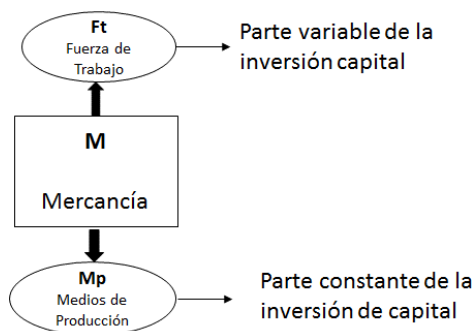 Ft
Fuerza de
Trabajo
Parte variable de la
inversión capital
M
Mercancía
Mp
Medios de
Producción
Parte constante de la
inversión de capital